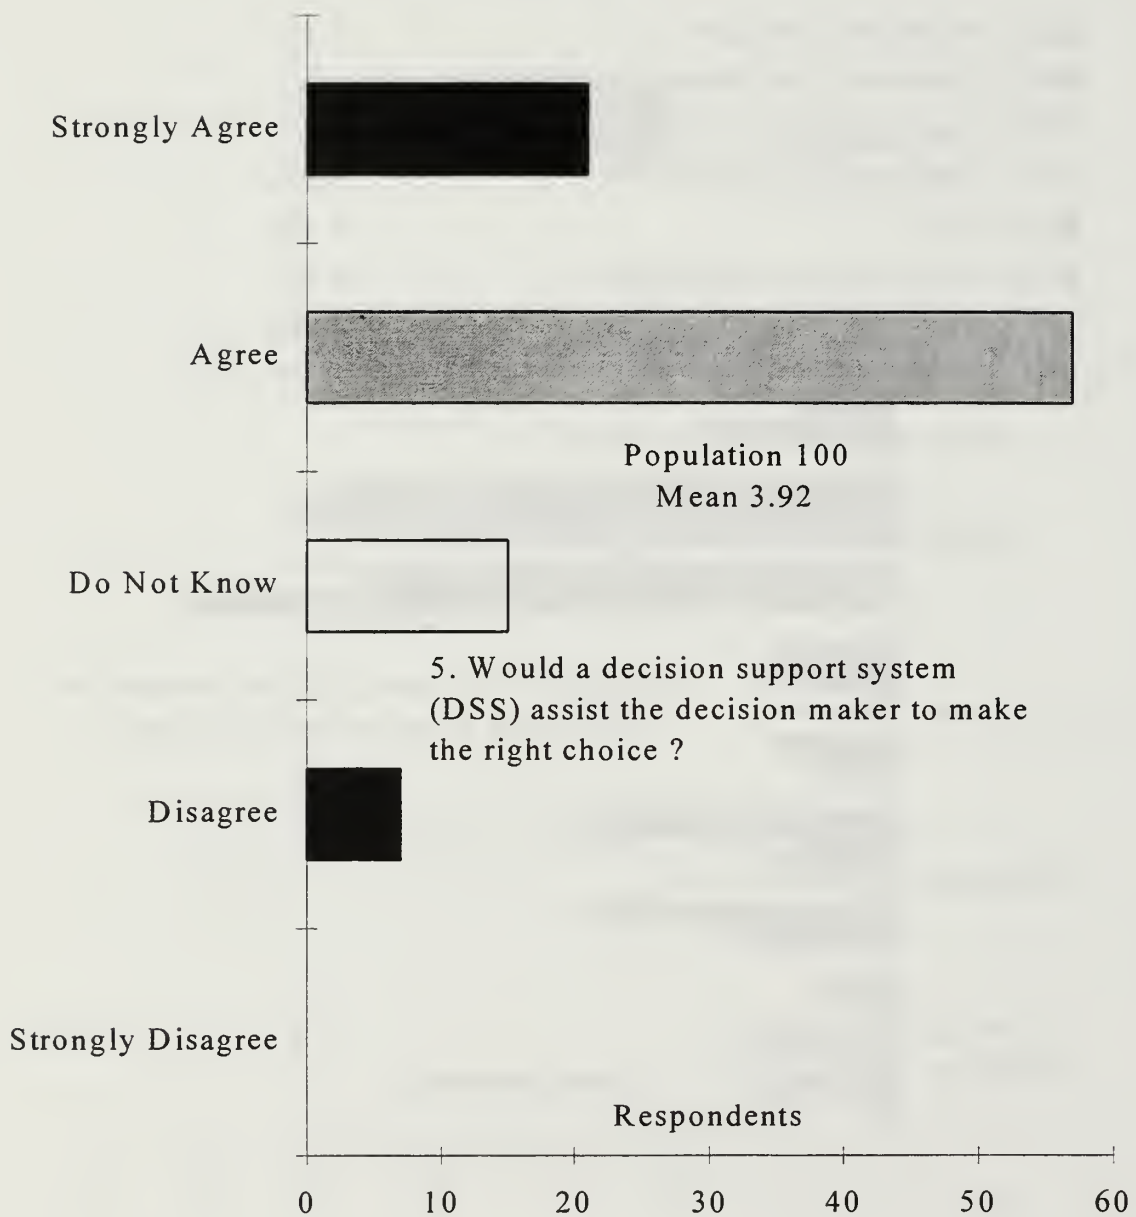 Strongly Agree
Agree
Population 100
Mean 3.92
Do Not Know
5. Would a decision support system
(DSS) assist the decision maker to make
the right choice ?
Disagree
Strongly Disagree
Respondents
0 10 20 30 40 50 60